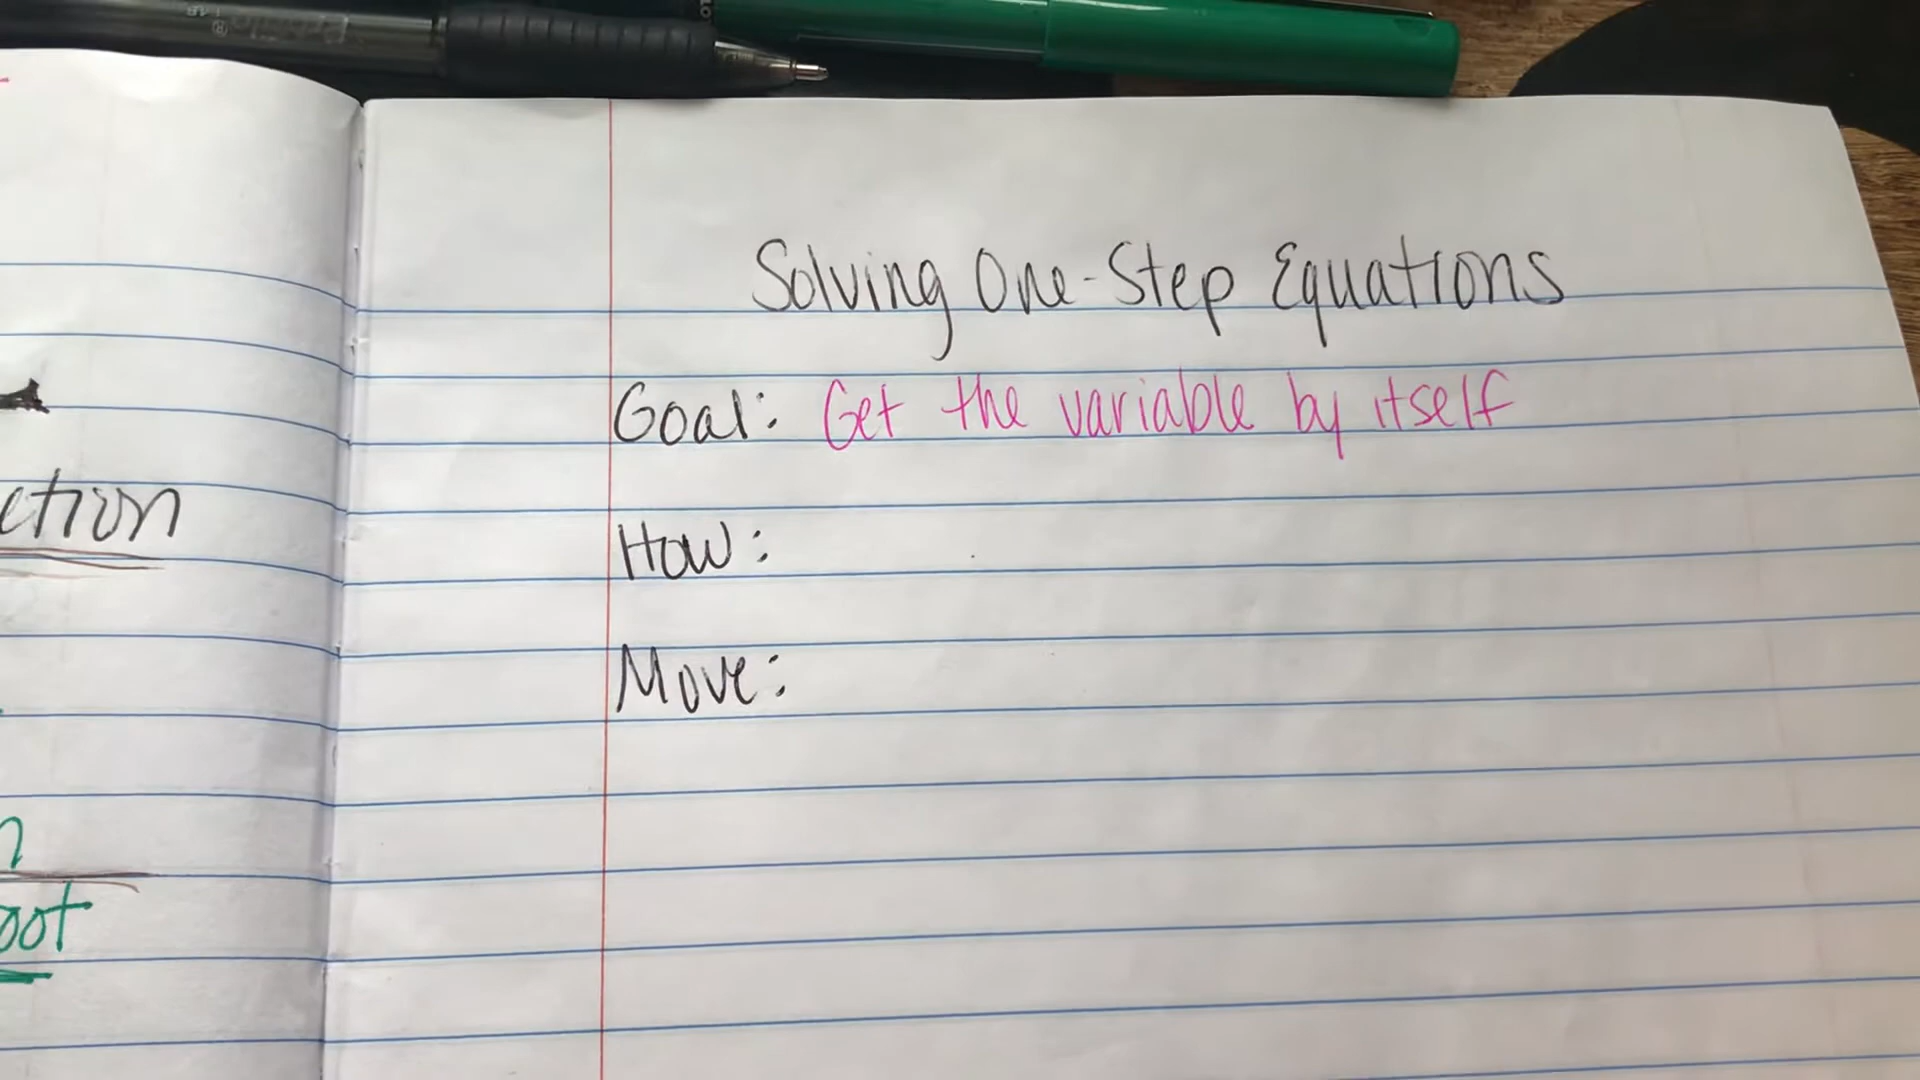 ction
oot
Solving One-Step Equations
Goal: Get the variable by itself
How:
Move: